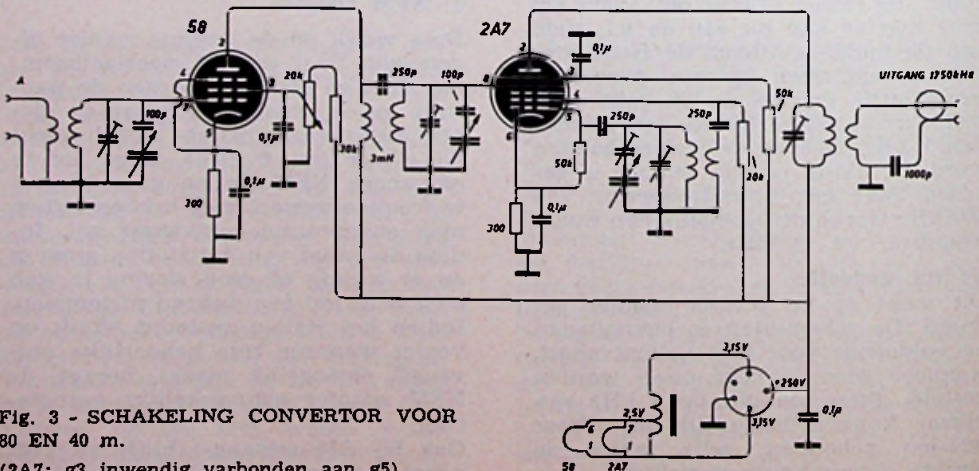 58
2A7
A
100p
0,1μ
300
20k
0,1μ
30k
3mH
250p
100p
0,1μ
250p
50k
300
0,1μ
250p
20k
50k
UITGANG 1750kHz
1000p
3,15V
+250V
3,15V
2,5V
58
2A7
0,1μ
Fig. 3 - SCHAKELING CONVERTOR VOOR
80 EN 40 m.
(2A7: g3 inwendig verbonden aan g5)